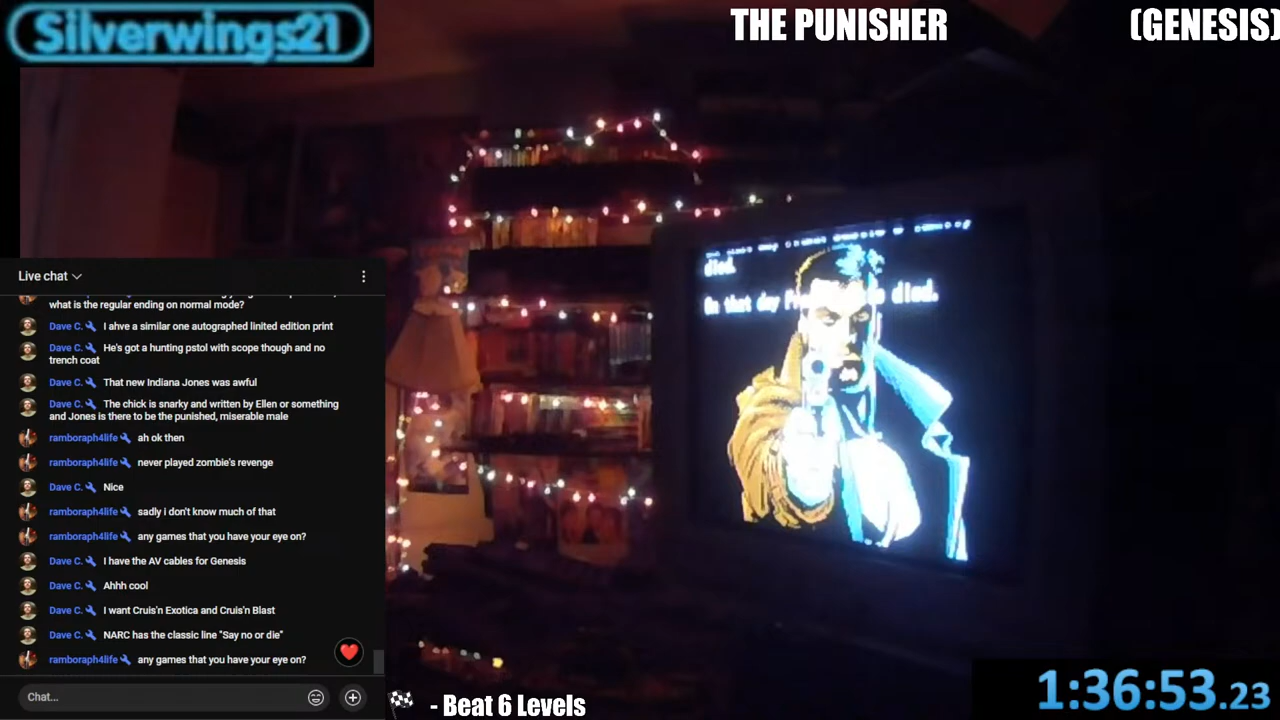 Silverwings21
THE PUNISHER
(GENESIS)
Live chat
what is the regular ending on normal mode?
Dave C. I ahve a similar one autographed linited edition print
Dave C. He's got a hunting pstol with scope though and no
trench coat
Dave C. That new Indiana Jones was awful
Dave C. The chick is snarky and written by Ellen or something
and Jones is there to be the punished, miserable male
ramboraph4life ah ok then
ramboraph4life never played zombie's revenge
Dave C. Nice
ramboraph4life sadly i don't know much of that
ramboraph4life any games that you have your eye on?
Dave C. I have the AV cables for Genesis
Dave C. Ahhh cool
Dave C. I want Cruis'n Exotica and Cruis'n Blast
Dave C. NARC has the classic line "Say no or die"
ramboraph4life any games that you have your eye on?
Chat...
died.
On that day died.
- Beat 6 Levels
1:36:53.23